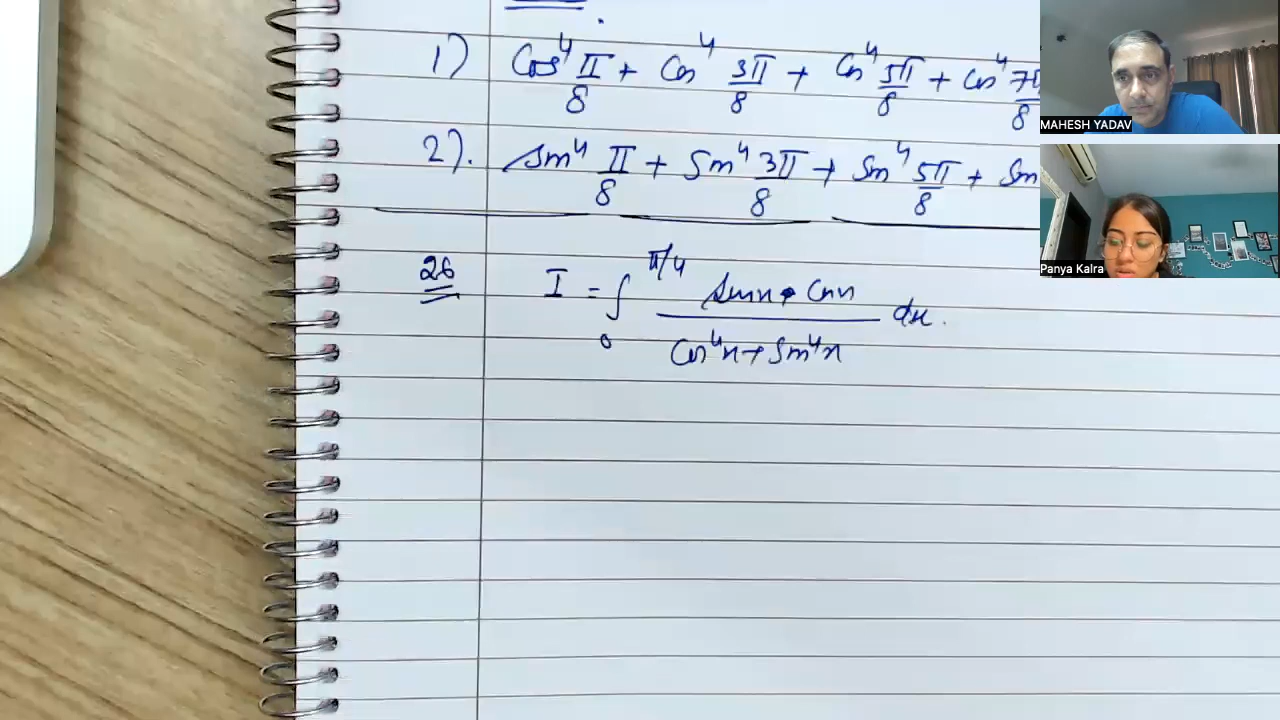 1) Cos⁴ π/8 + Cos⁴ 3π/8 + Cos⁴ 5π/8 + Cos⁴ 7π/8
2). Sin⁴ π/8 + Sin⁴ 3π/8 + Sin⁴ 5π/8 + Sin
26 I = ∫₀^π/4 Sinx • Cosx / Cos⁴x + Sin⁴x dx.
MAHESH YADAV
Panya Kalra